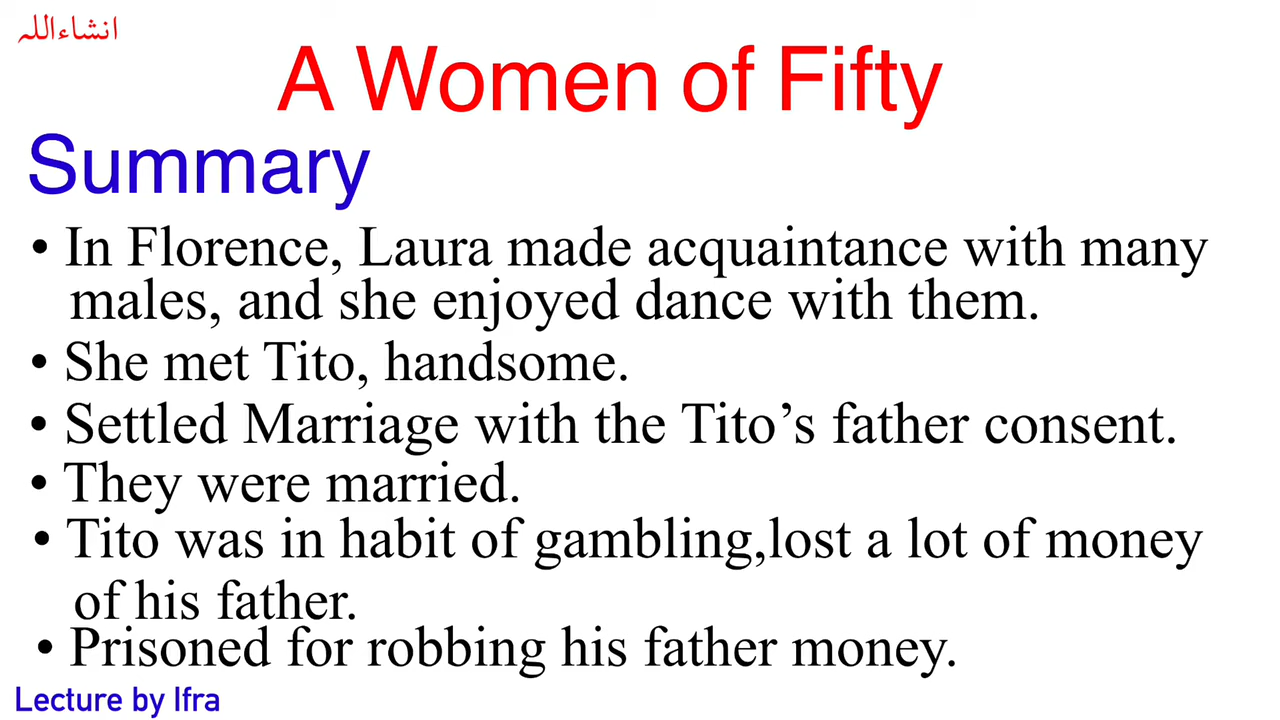 انشاءاللہ
A Women of Fifty
Summary
• In Florence, Laura made acquaintance with many
males, and she enjoyed dance with them.
• She met Tito, handsome.
• Settled Marriage with the Tito’s father consent.
• They were married.
• Tito was in habit of gambling,lost a lot of money
of his father.
• Prisoned for robbing his father money.
Lecture by Ifra